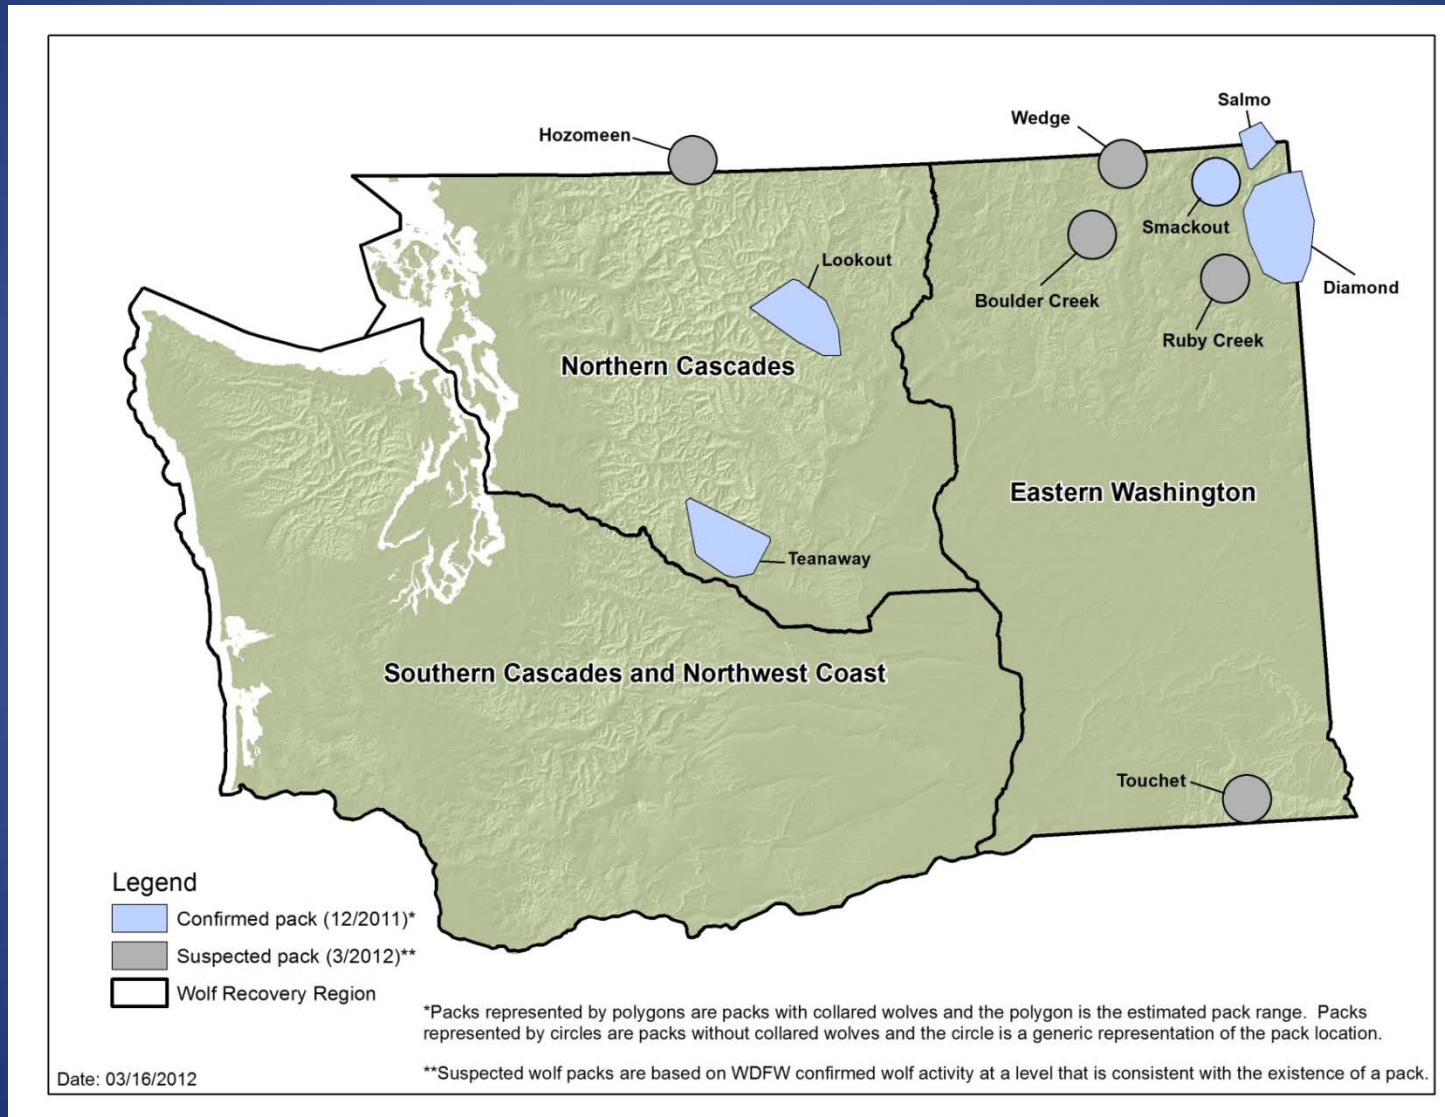 Salmo
Wedge
Hozomeen
Smackout
Lookout
Diamond
Boulder Creek
Ruby Creek
Northern Cascades
Eastern Washington
Teanaway
Southern Cascades and Northwest Coast
Touchet
Legend
Confirmed pack (12/2011)*
Suspected pack (3/2012)**
Wolf Recovery Region
*Packs represented by polygons are packs with collared wolves and the polygon is the estimated pack range. Packs
represented by circles are packs without collared wolves and the circle is a generic representation of the pack location.
**Suspected wolf packs are based on WDFW confirmed wolf activity at a level that is consistent with the existence of a pack.
Date: 03/16/2012